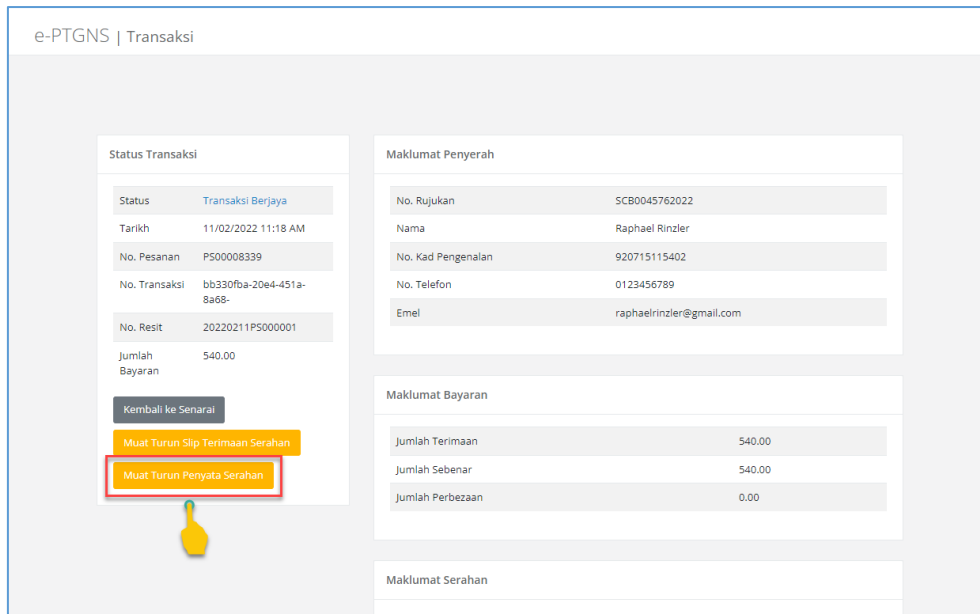 e-PTGNS | Transaksi
Status Transaksi
Status Transaksi Berjaya
Tarikh 11/02/2022 11:18 AM
No. Pesanan PS00008339
No. Transaksi bb330fba-20e4-451a-
8a68-
No. Resit 20220211PS000001
Jumlah 540.00
Bayaran
Kembali ke Senarai
Muat Turun Slip Terimaan Serahan
Muat Turun Penyata Serahan
Maklumat Penyerah
No. Rujukan SCB0045762022
Nama Raphael Rinzler
No. Kad Pengenalan 920715115402
No. Telefon 0123456789
Emel raphaelrinzler@gmail.com
Maklumat Bayaran
Jumlah Terimaan 540.00
Jumlah Sebenar 540.00
Jumlah Perbezaan 0.00
Maklumat Serahan